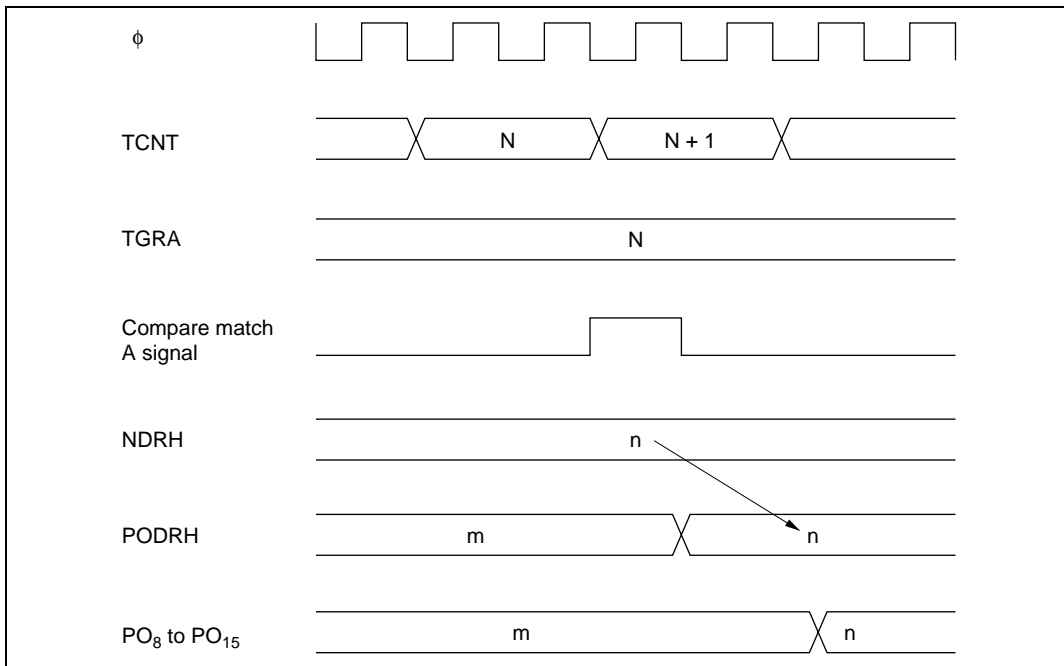 ϕ
TCNT
N
N + 1
TGRA
N
Compare match
A signal
NDRH
n
PODRH
m
n
PO₈ to PO₁₅
m
n